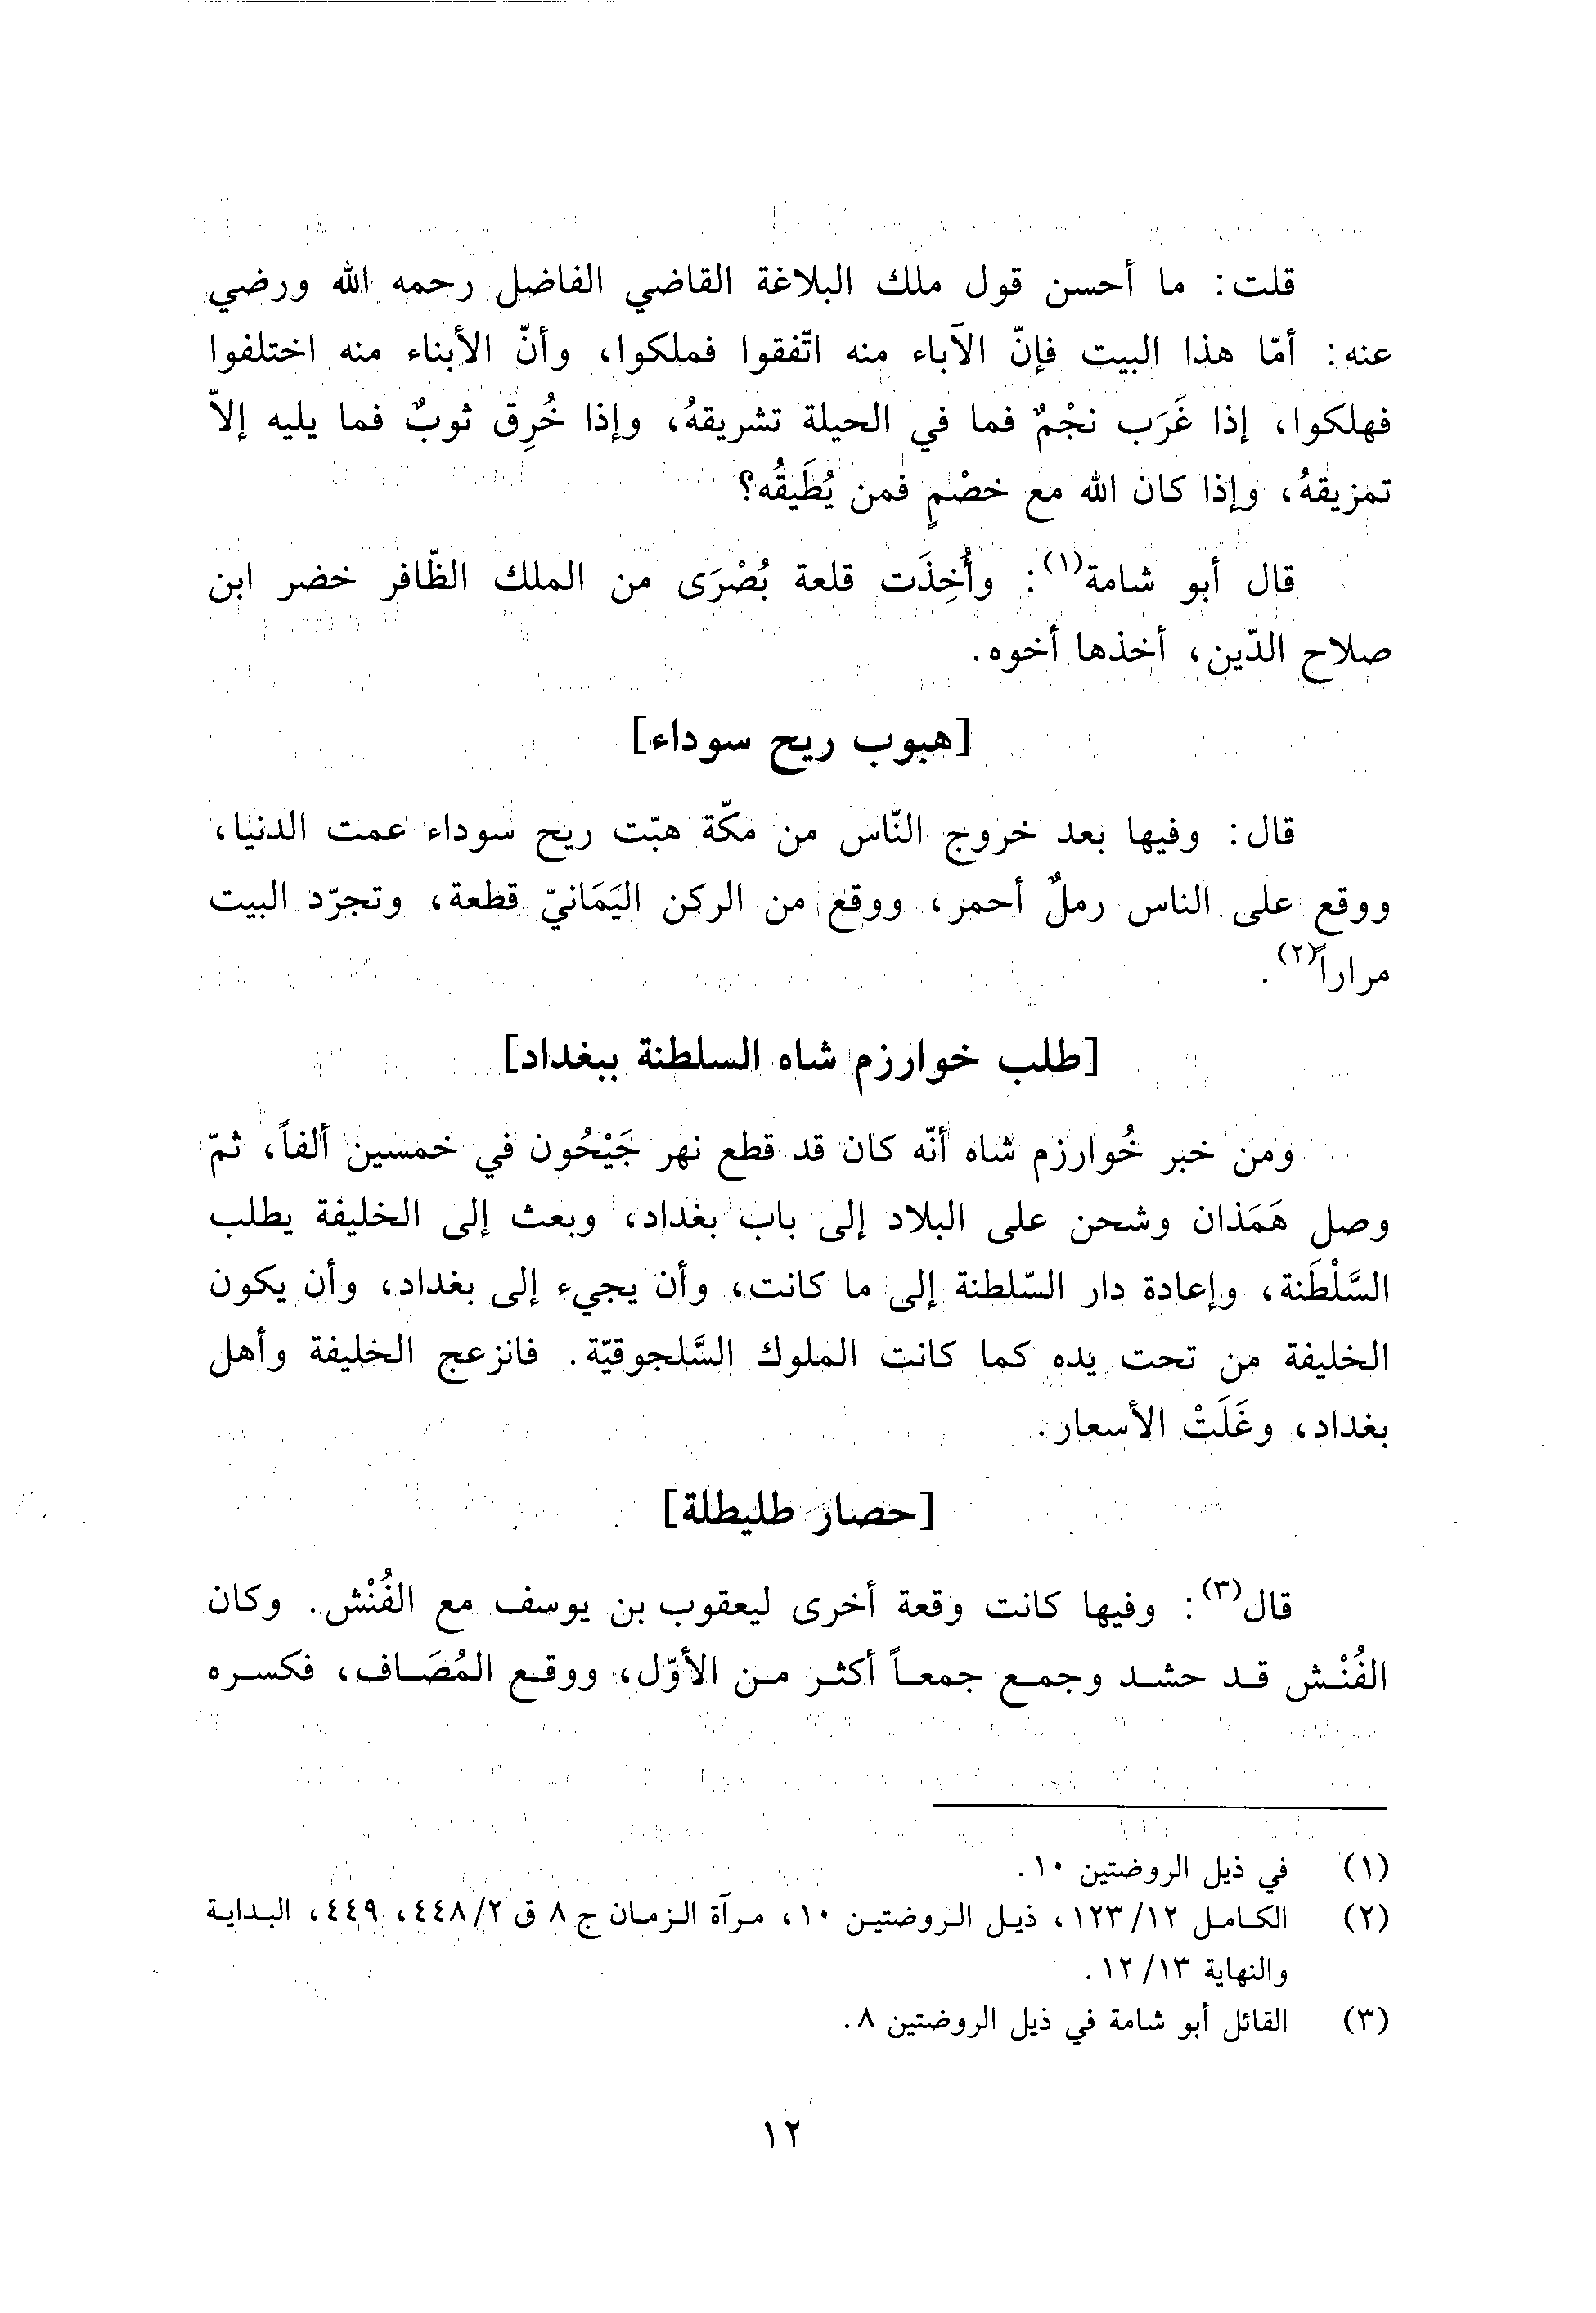 قلت: ما أحسن قول ملك البلاغة القاضي الفاضل رحمه الله ورضي
عنه: أمّا هذا البيت فإنّ الآباء منه اتّفقوا فملكوا، وأنّ الأبناء منه اختلفوا
فهلكوا، إذا غَرَب نجْمٌ فما في الحيلة تشريقهُ، وإذا خُرِق ثوبٌ فما يليه إلاّ
تمزيقهُ، وإذا كان الله مع خصْمٍ فمن يُطَيقُه؟
قال أبو شامة(١): وأُخِذَت قلعة بُصْرَى من الملك الظّافر خضر ابن
صلاح الدّين، أخذها أخوه.
[هبوب ريح سوداء]
قال: وفيها بعد خروج النّاس من مكّة هبّت ريح سوداء عمت الدنيا،
ووقع على الناس رملٌ أحمر، ووقع من الركن اليَمَانيّ قطعة، وتجرّد البيت
مراراً(٢).
[طلب خوارزم شاه السلطنة ببغداد]
ومن خبر خُوارزم شاه أنّه كان قد قطع نهر جَيْحُون في خمسين ألفاً، ثمّ
وصل هَمَذان وشحن على البلاد إلى باب بغداد، وبعث إلى الخليفة يطلب
السَّلْطَنة، وإعادة دار السّلطنة إلى ما كانت، وأن يجيء إلى بغداد، وأن يكون
الخليفة من تحت يده كما كانت الملوك السَّلجوقيّة. فانزعج الخليفة وأهل
بغداد، وغَلَتْ الأسعار.
[حصار طليطلة]
قال(٣): وفيها كانت وقعة أخرى ليعقوب بن يوسف مع الفُنْش. وكان
الفُنْش قد حشد وجمع جمعاً أكثر من الأوّل، ووقع المُصَاف، فكسره
(١) في ذيل الروضتين ١٠.
(٢) الكامل ١٢/ ١٢٣، ذيل الروضتين ١٠، مرآة الزمان ج ٨ ق ٢/ ٤٤٨، ٤٤٩، البداية
والنهاية ١٣/ ١٢.
(٣) القائل أبو شامة في ذيل الروضتين ٨.
١٢